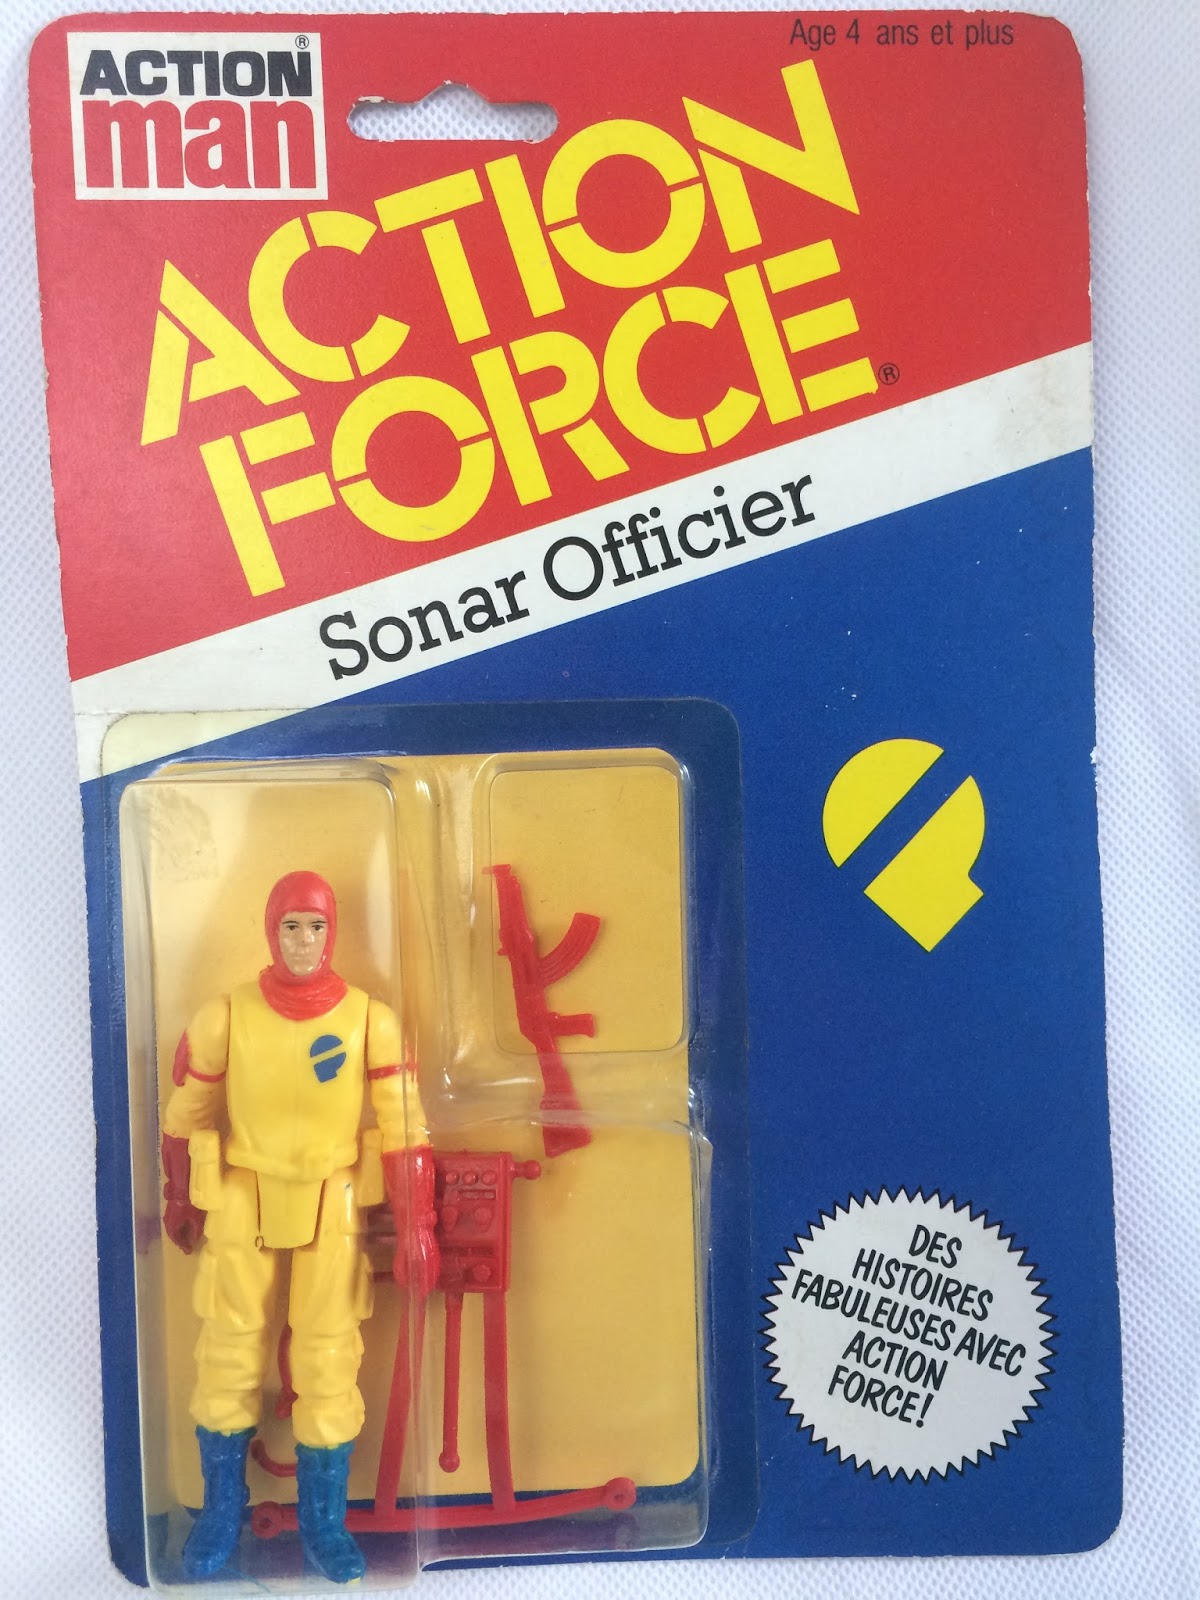 ACTION®
man
Age 4 ans et plus
ACTION
FORCE®
Sonar Officier
DES
HISTOIRES
FABULEUSES AVEC
ACTION
FORCE!